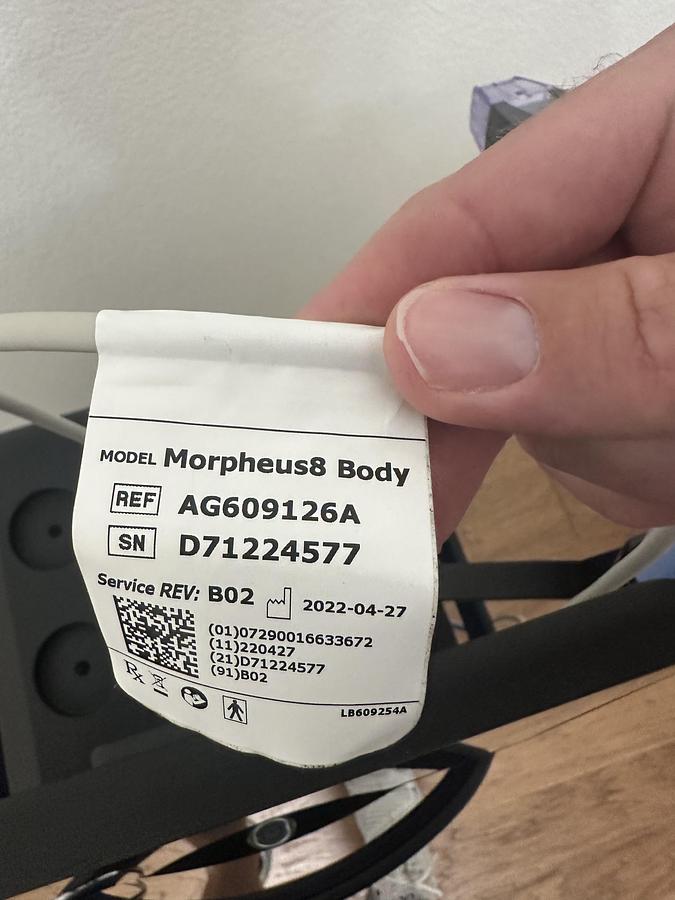 MODEL Morpheus8 Body
REF AG609126A
SN D71224577
Service REV: B02 2022-04-27
(01)07290016633672
(11)220427
(21)D71224577
(91)B02
Rx
LB609254A